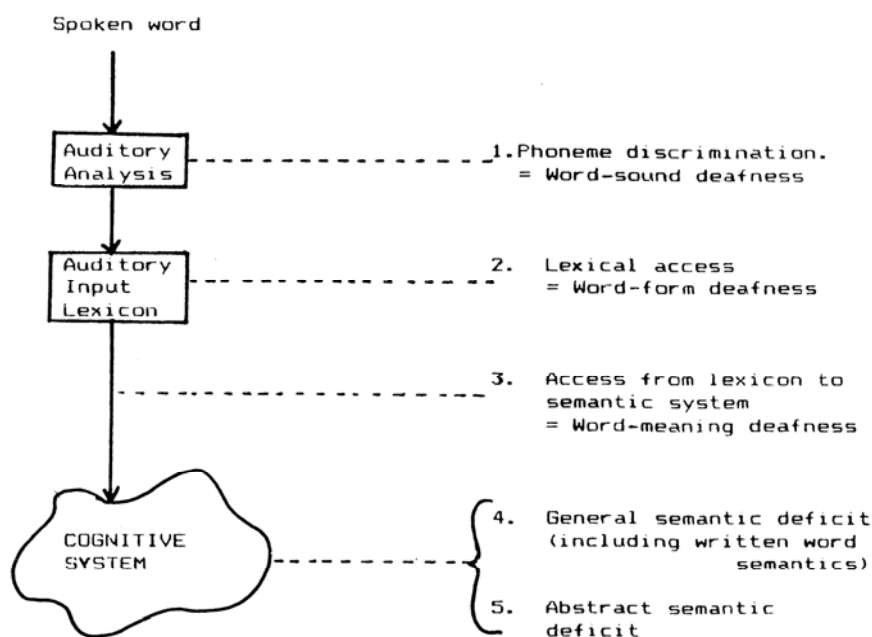 Spoken word
Auditory
Analysis
1.Phoneme discrimination.
= Word-sound deafness
Auditory
Input
Lexicon
2. Lexical access
= Word-form deafness
3. Access from lexicon to
semantic system
= Word-meaning deafness
COGNITIVE
SYSTEM
4. General semantic deficit
(including written word
semantics)
5. Abstract semantic
deficit